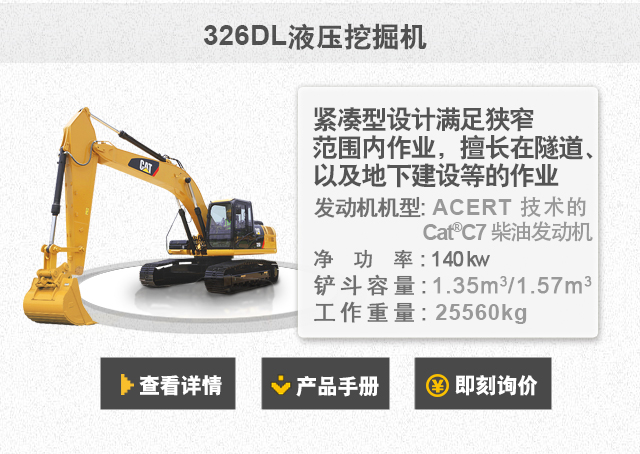 326DL液压挖掘机
CAT
紧凑型设计满足狭窄
范围内作业，擅长在隧道、
以及地下建设等的作业
发动机机型: ACERT 技术的
Cat®C7 柴油发动机
净功率: 140 kw
铲斗容量: 1.35m³/1.57m³
工作重量: 25560kg
查看详情
产品手册
¥ 即刻询价